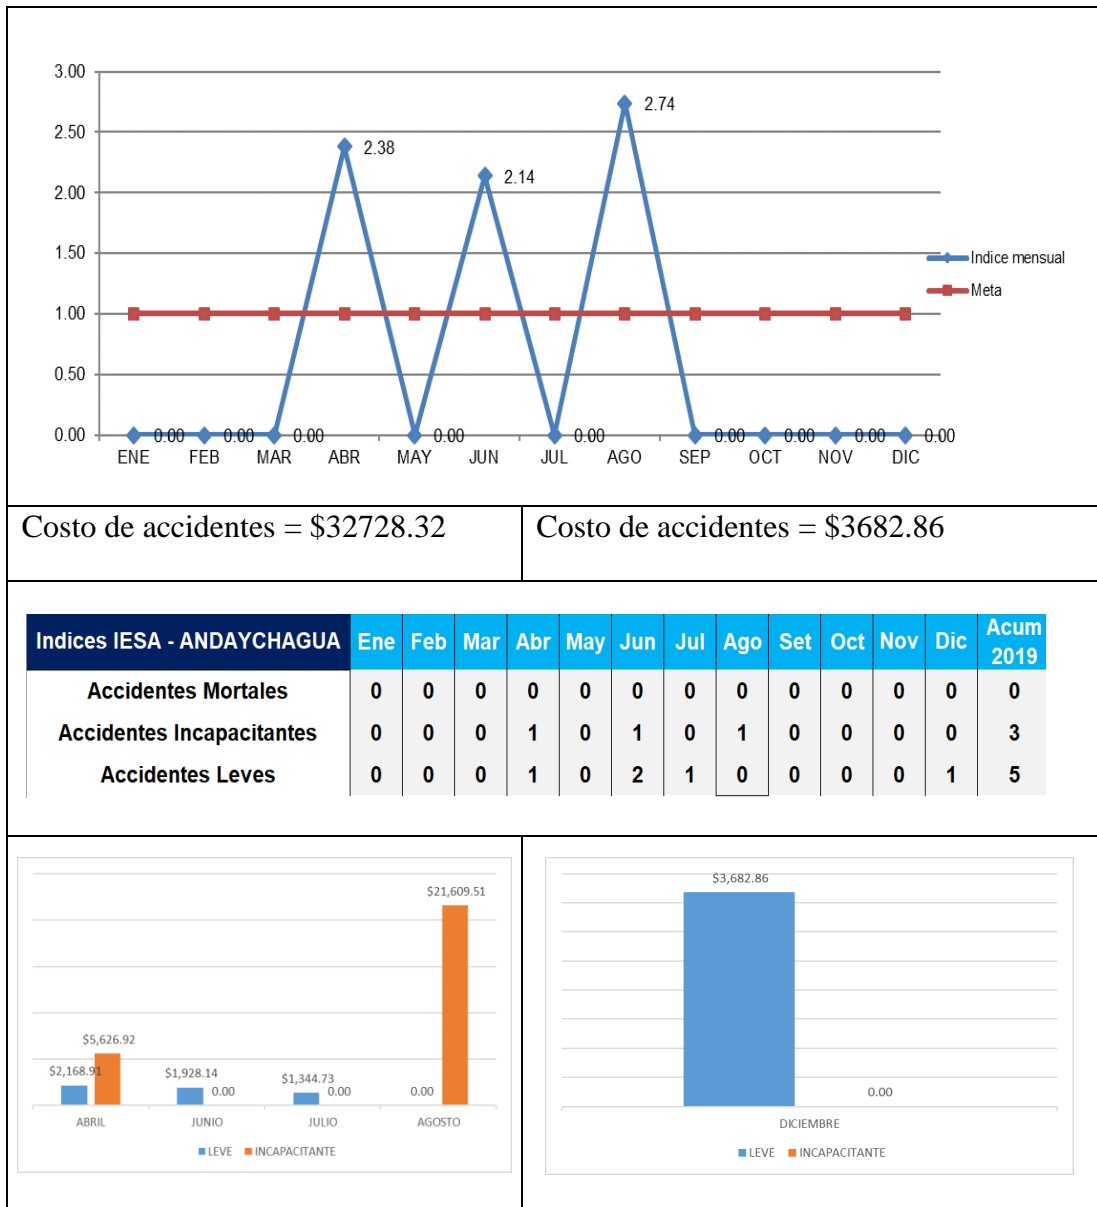 3.00
2.50
2.00
1.50
1.00
0.50
0.00
2.38
2.14
2.74
0.00 0.00 0.00 0.00 0.00 0.00 0.00 0.00 0.00
ENE FEB MAR ABR MAY JUN JUL AGO SEP OCT NOV DIC
Indice mensual
Meta
Costo de accidentes = $32728.32
Costo de accidentes = $3682.86
Indices IESA - ANDAYCHAGUA Ene Feb Mar Abr May Jun Jul Ago Set Oct Nov Dic Acum 2019
Accidentes Mortales 0 0 0 0 0 0 0 0 0 0 0 0 0
Accidentes Incapacitantes 0 0 0 1 0 1 0 1 0 0 0 0 3
Accidentes Leves 0 0 0 1 0 2 1 0 0 0 0 1 5
$21,609.51
$5,626.92
$2,168.91
$1,928.14
0.00
$1,344.73
0.00
0.00
ABRIL JUNIO JULIO AGOSTO
LEVE INCAPACITANTE
$3,682.86
0.00
DICIEMBRE
LEVE INCAPACITANTE